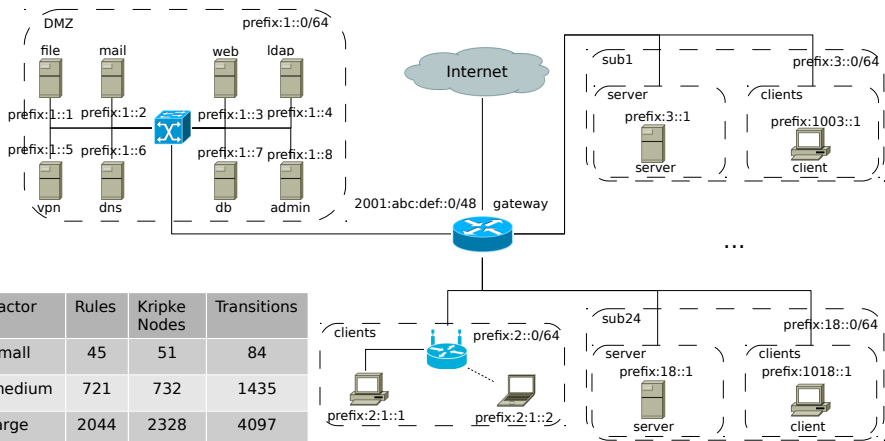 DMZ
prefix:1::0/64
file
mail
web
ldap
prefix:1::1
prefix:1::2
prefix:1::3
prefix:1::4
prefix:1::5
prefix:1::6
prefix:1::7
prefix:1::8
vpn
dns
db
admin
Internet
2001:abc:def::0/48
gateway
sub1
prefix:3::0/64
server
clients
prefix:3::1
prefix:1003::1
server
client
...
actor Rules Kripke Nodes Transitions
mall 45 51 84
nedium 721 732 1435
arge 2044 2328 4097
clients
prefix:2::0/64
prefix:2:1::1
prefix:2:1::2
sub24
prefix:18::0/64
server
clients
prefix:18::1
prefix:1018::1
server
client